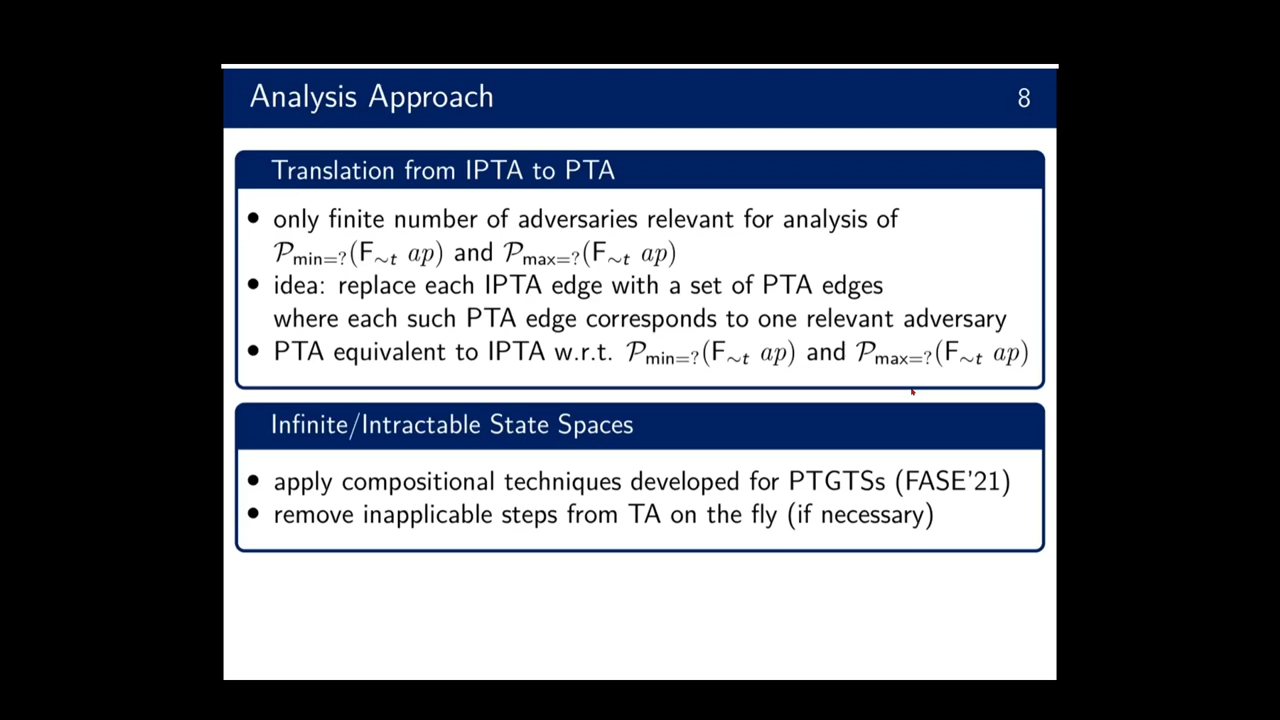 Analysis Approach 8
Translation from IPTA to PTA
• only finite number of adversaries relevant for analysis of
𝒫min=?(F∼t ap) and 𝒫max=?(F∼t ap)
• idea: replace each IPTA edge with a set of PTA edges
where each such PTA edge corresponds to one relevant adversary
• PTA equivalent to IPTA w.r.t. 𝒫min=?(F∼t ap) and 𝒫max=?(F∼t ap)
Infinite/Intractable State Spaces
• apply compositional techniques developed for PTGTSs (FASE'21)
• remove inapplicable steps from TA on the fly (if necessary)